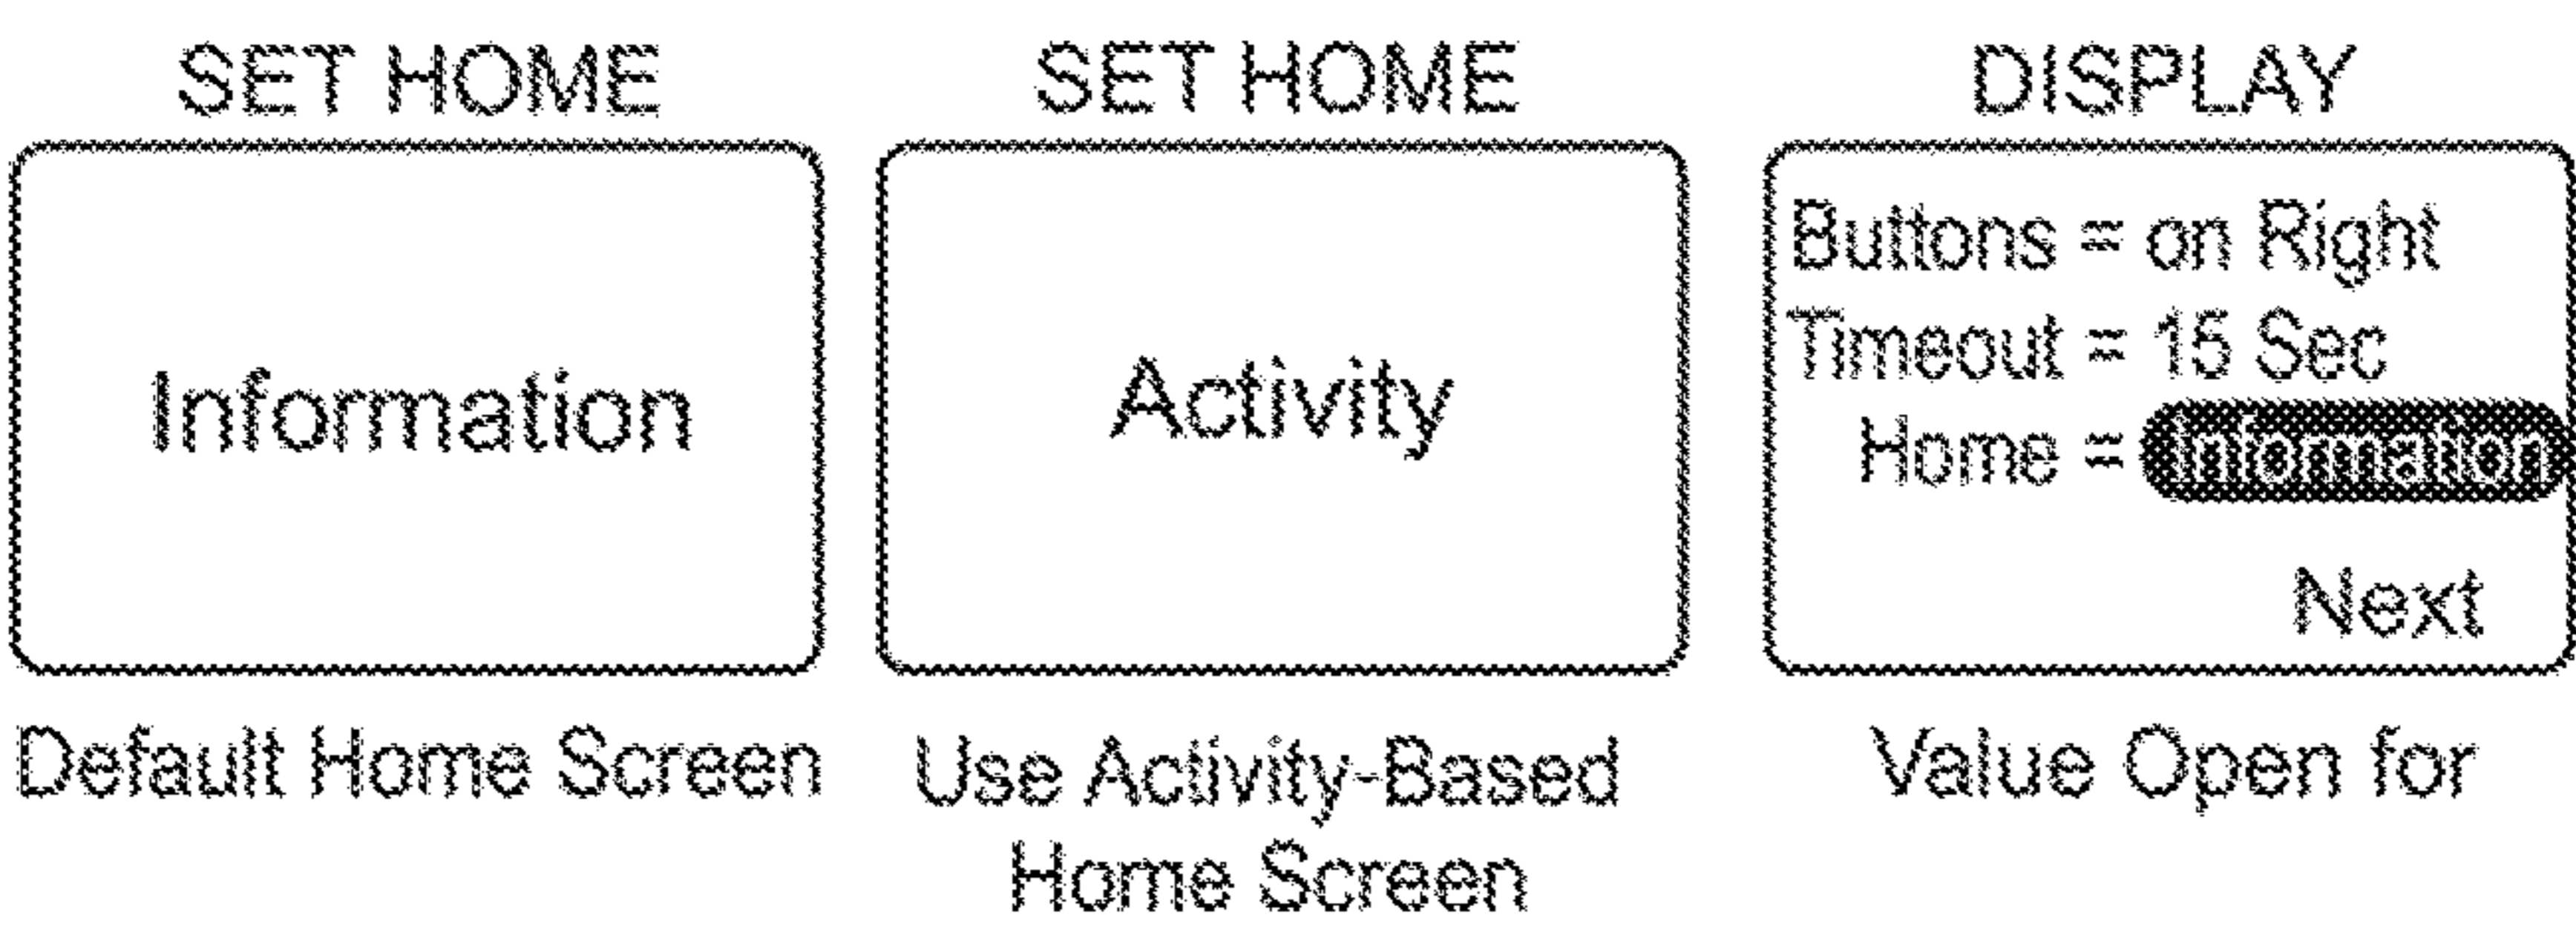 SET HOME
Information
Default Home Screen
SET HOME
Activity
Use Activity-Based
Home Screen
DISPLAY
Buttons = on Right
Timeout = 15 Sec
Home = Information
Next
Value Open for